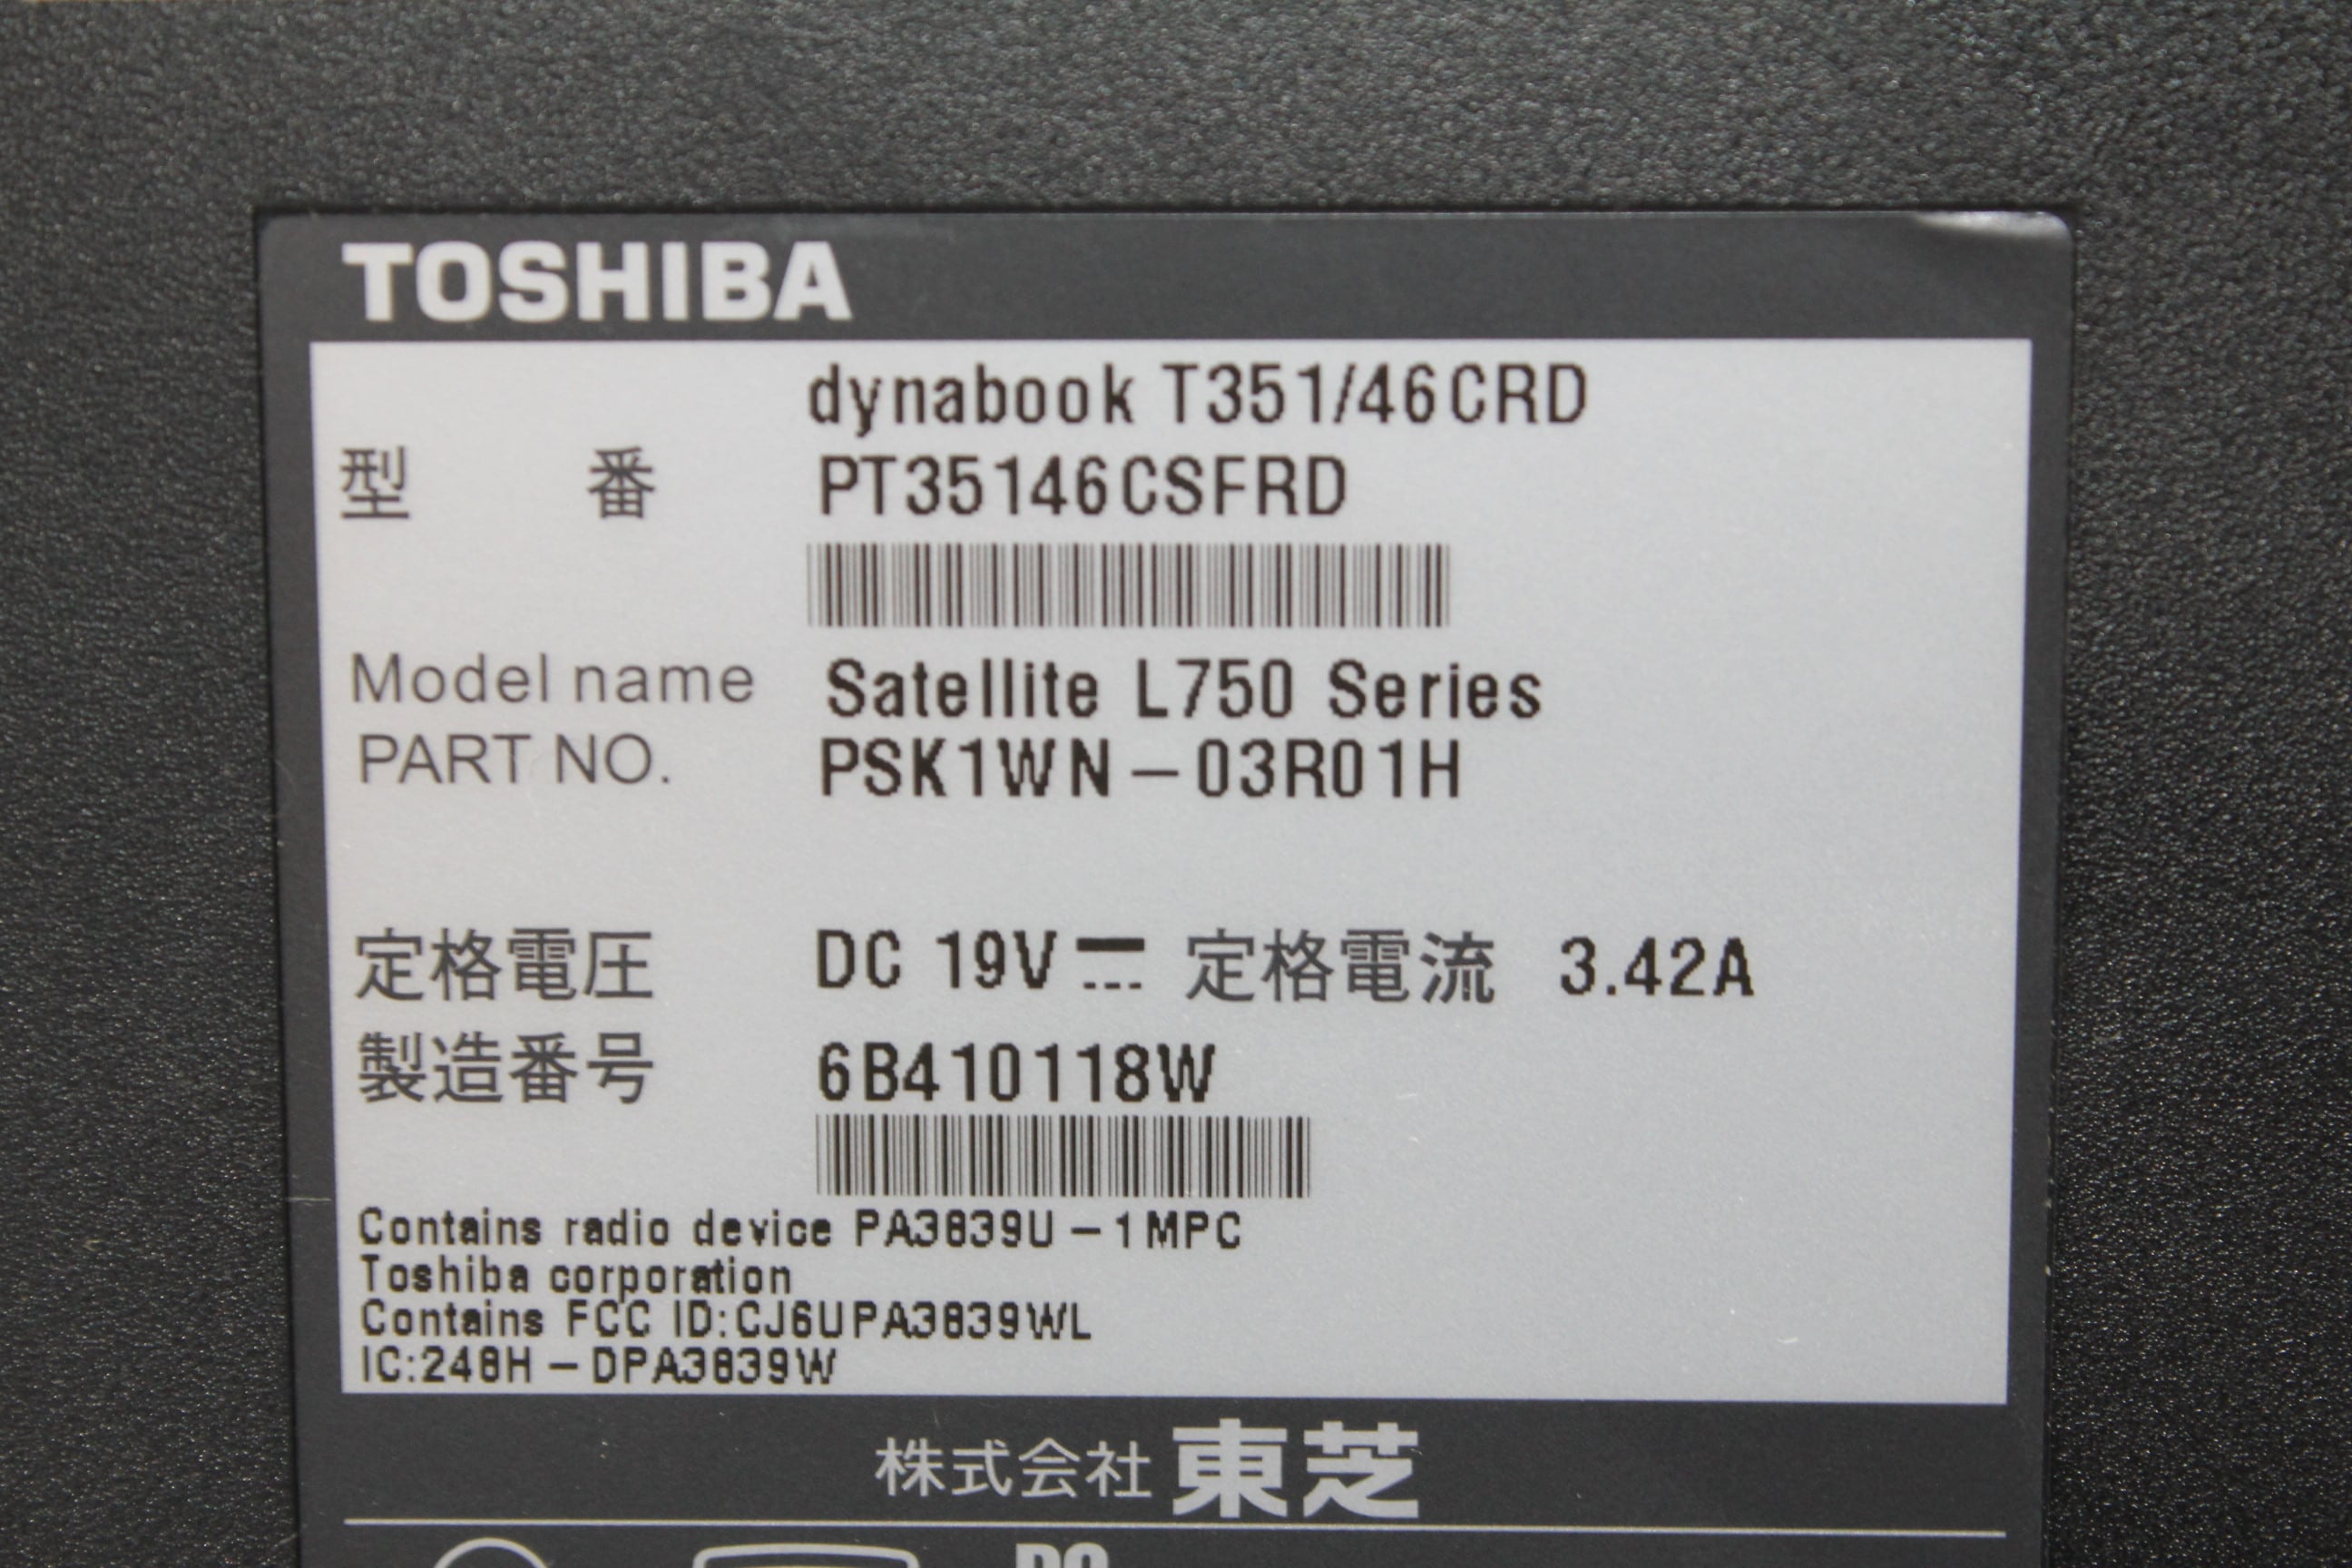 TOSHIBA
dynabook T351/46CRD
型番 PT35146CSFRD
Model name Satellite L750 Series
PART NO. PSK1WN-03R01H
定格電圧 DC 19V 定格電流 3.42A
製造番号 6B410118W
Contains radio device PA3839U-1MPC
Toshiba corporation
Contains FCC ID:CJ6UPA3839WL
IC:248H-DPA3839W
株式会社東芝